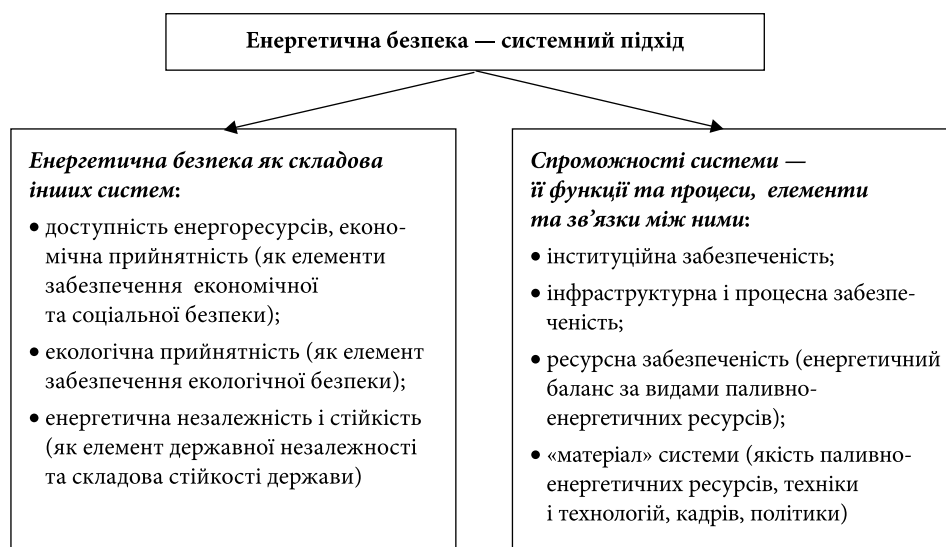 Енергетична безпека — системний підхід
Енергетична безпека як складова
інших систем:
• доступність енергоресурсів, еконо-
мічна прийнятність (як елементи
забезпечення економічної
та соціальної безпеки);
• екологічна прийнятність (як елемент
забезпечення екологічної безпеки);
• енергетична незалежність і стійкість
(як елемент державної незалежності
та складова стійкості держави)
Спроможності системи —
її функції та процеси, елементи
та зв’язки між ними:
• інституційна забезпеченість;
• інфраструктурна і процесна забезпе-
ченість;
• ресурсна забезпеченість (енергетичний
баланс за видами паливно-
енергетичних ресурсів);
• «матеріал» системи (якість паливно-
енергетичних ресурсів, техніки
і технологій, кадрів, політики)